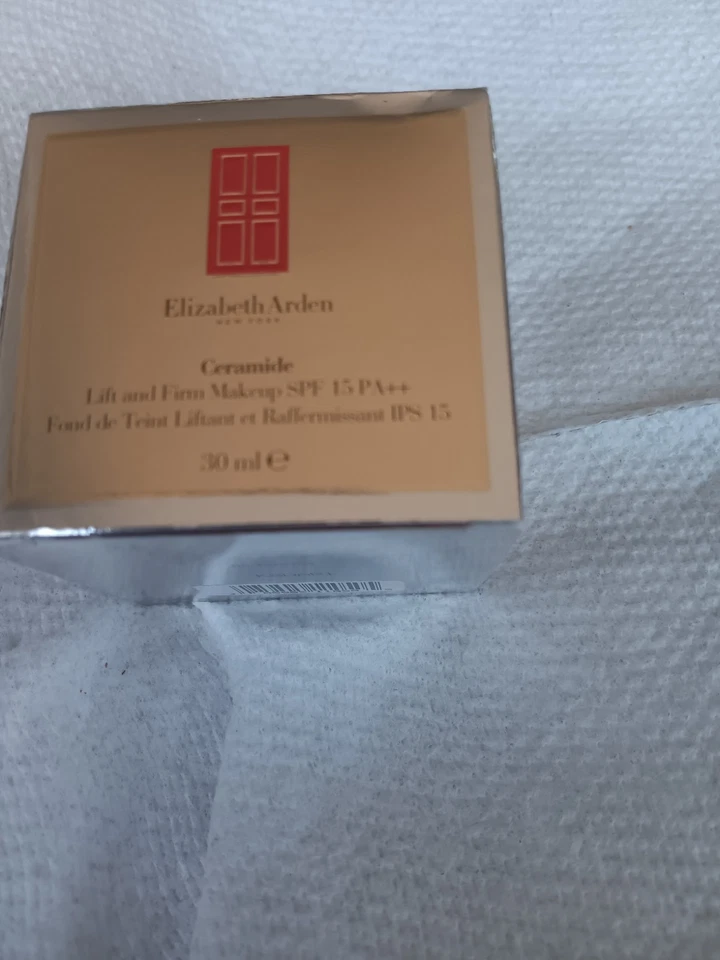 Elizabeth Arden
NEW YORK
Ceramide
Lift and Firm Makeup SPF 15 PA++
Fond de Teint Liftant et Raffermissant IPS 15
30 ml ℮